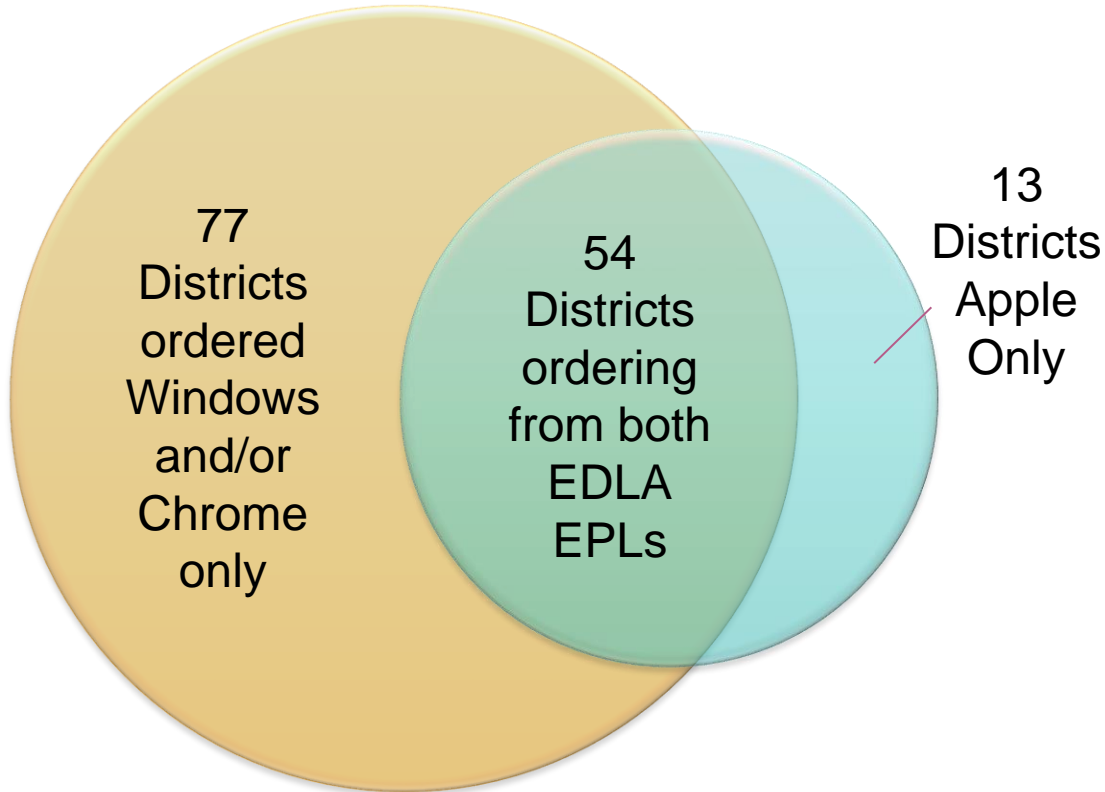 77
Districts
ordered
Windows
and/or
Chrome
only
54
Districts
ordering
from both
EDLA
EPLs
13
Districts
Apple
Only